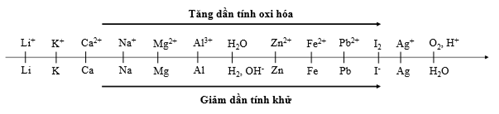 Tăng dần tính oxi hóa
Li⁺ K⁺ Ca²⁺ Na⁺ Mg²⁺ Al³⁺ H₂O Zn²⁺ Fe²⁺ Pb²⁺ I₂ Ag⁺ O₂, H⁺
Li K Ca Na Mg Al H₂, OH⁻ Zn Fe Pb I⁻ Ag H₂O
Giảm dần tính khử